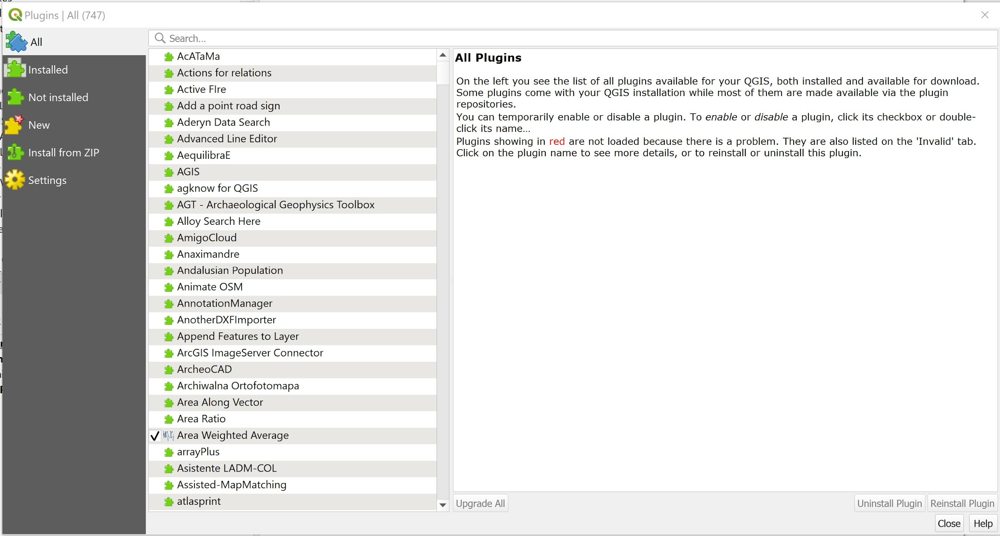 Plugins | All (747)
All
Installed
Not installed
New
Install from ZIP
Settings
Search...
AcATaMa
Actions for relations
Active FIre
Add a point road sign
Aderyn Data Search
Advanced Line Editor
AequilibraE
AGIS
agknow for QGIS
AGT - Archaeological Geophysics Toolbox
Alloy Search Here
AmigoCloud
Anaximandre
Andalusian Population
Animate OSM
AnnotationManager
AnotherDXFImporter
Append Features to Layer
ArcGIS ImageServer Connector
ArcheoCAD
Archiwalna Ortofotomapa
Area Along Vector
Area Ratio
Area Weighted Average
arrayPlus
Asistente LADM-COL
Assisted-MapMatching
atlasprint
All Plugins
On the left you see the list of all plugins available for your QGIS, both installed and available for download.
Some plugins come with your QGIS installation while most of them are made available via the plugin
repositories.
You can temporarily enable or disable a plugin. To enable or disable a plugin, click its checkbox or double-
click its name...
Plugins showing in red are not loaded because there is a problem. They are also listed on the 'Invalid' tab.
Click on the plugin name to see more details, or to reinstall or uninstall this plugin.
Upgrade All
Uninstall Plugin
Reinstall Plugin
Close
Help